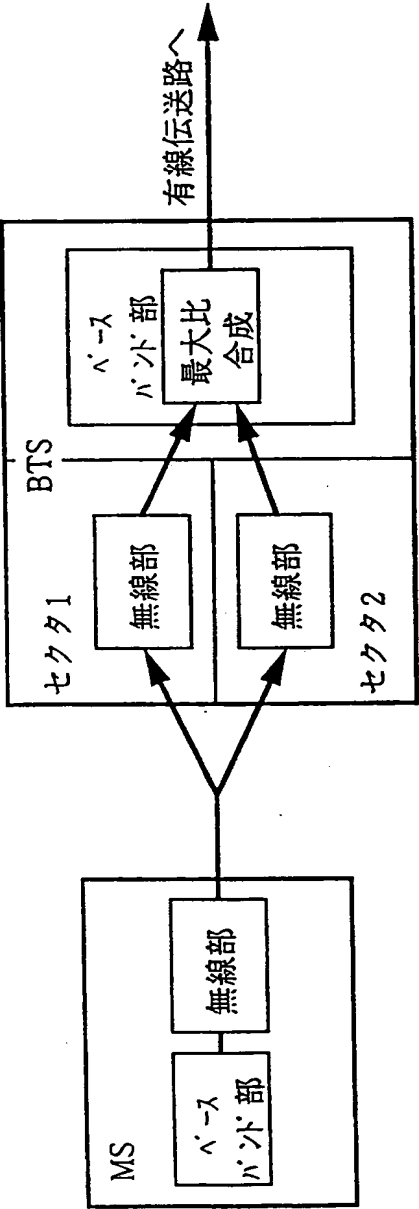 MS
ベース
バンド部
無線部
セクタ1
無線部
セクタ2
無線部
BTS
ベース
バンド部
最大比
合成
有線伝送路へ